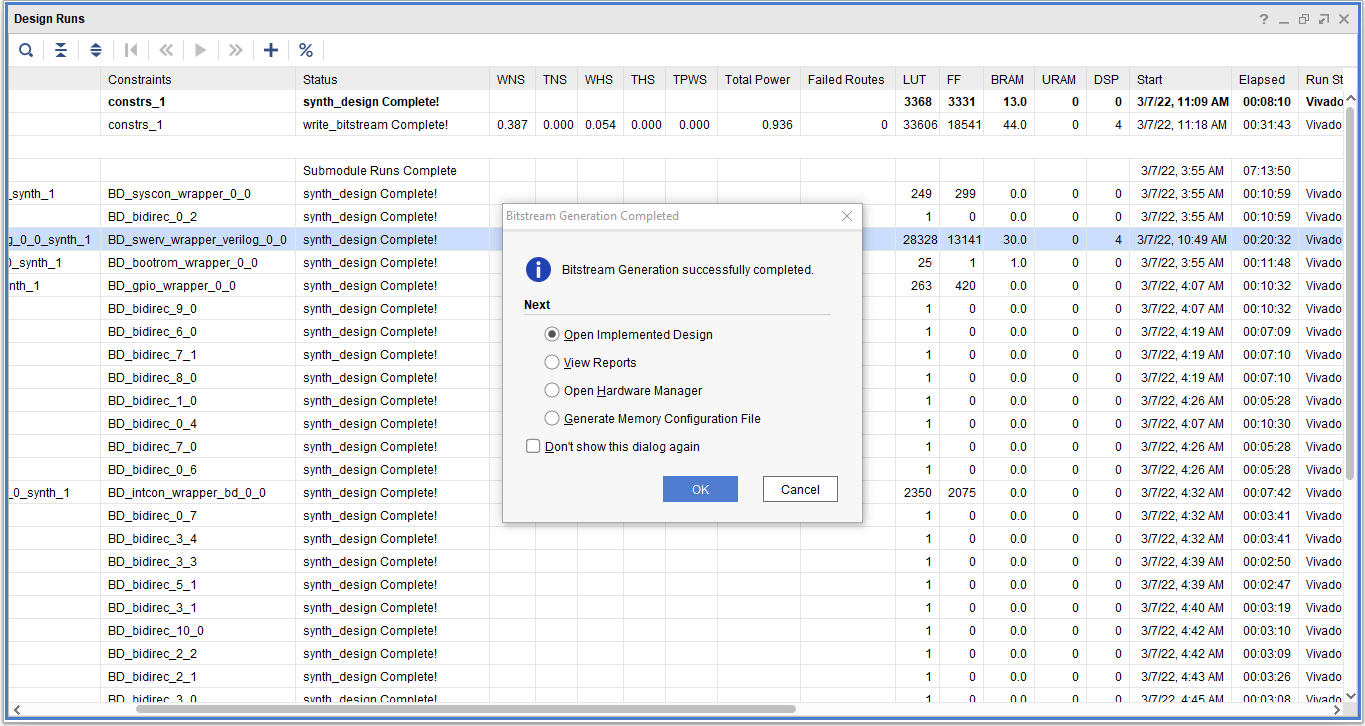 Design Runs
Constraints Status WNS TNS WHS THS TPWS Total Power Failed Routes LUT FF BRAM URAM DSP Start Elapsed Run St
constrs_1 synth_design Complete! 3368 3331 13.0 0 0 3/7/22, 11:09 AM 00:08:10 Vivado
constrs_1 write_bitstream Complete! 0.387 0.000 0.054 0.000 0.000 0.936 0 33606 18541 44.0 0 4 3/7/22, 11:18 AM 00:31:43 Vivado
Submodule Runs Complete 3/7/22, 3:55 AM 07:13:50
_synth_1 BD_syscon_wrapper_0_0 synth_design Complete! 249 299 0.0 0 0 3/7/22, 3:55 AM 00:10:59 Vivado
BD_bidirec_0_2 synth_design Complete! 1 0 0.0 0 0 3/7/22, 3:55 AM 00:10:59 Vivado
g_0_0_synth_1 BD_swerv_wrapper_verilog_0_0 synth_design Complete! 28328 13141 30.0 0 4 3/7/22, 10:49 AM 00:20:32 Vivado
0_synth_1 BD_bootrom_wrapper_0_0 synth_design Complete! 25 1 1.0 0 0 3/7/22, 3:55 AM 00:11:48 Vivado
nth_1 BD_gpio_wrapper_0_0 synth_design Complete! 263 420 0.0 0 0 3/7/22, 4:07 AM 00:10:32 Vivado
BD_bidirec_9_0 synth_design Complete! 1 0 0.0 0 0 3/7/22, 4:07 AM 00:10:32 Vivado
BD_bidirec_6_0 synth_design Complete! 1 0 0.0 0 0 3/7/22, 4:19 AM 00:07:09 Vivado
BD_bidirec_7_1 synth_design Complete! 1 0 0.0 0 0 3/7/22, 4:19 AM 00:07:10 Vivado
BD_bidirec_8_0 synth_design Complete! 1 0 0.0 0 0 3/7/22, 4:19 AM 00:07:10 Vivado
BD_bidirec_1_0 synth_design Complete! 1 0 0.0 0 0 3/7/22, 4:26 AM 00:05:28 Vivado
BD_bidirec_0_4 synth_design Complete! 1 0 0.0 0 0 3/7/22, 4:07 AM 00:10:30 Vivado
BD_bidirec_7_0 synth_design Complete! 1 0 0.0 0 0 3/7/22, 4:26 AM 00:05:28 Vivado
BD_bidirec_0_6 synth_design Complete! 1 0 0.0 0 0 3/7/22, 4:26 AM 00:05:28 Vivado
_0_synth_1 BD_intcon_wrapper_bd_0_0 synth_design Complete! 2350 2075 0.0 0 0 3/7/22, 4:32 AM 00:07:42 Vivado
BD_bidirec_0_7 synth_design Complete! 1 0 0.0 0 0 3/7/22, 4:32 AM 00:03:41 Vivado
BD_bidirec_3_4 synth_design Complete! 1 0 0.0 0 0 3/7/22, 4:32 AM 00:03:41 Vivado
BD_bidirec_3_3 synth_design Complete! 1 0 0.0 0 0 3/7/22, 4:39 AM 00:02:50 Vivado
BD_bidirec_5_1 synth_design Complete! 1 0 0.0 0 0 3/7/22, 4:39 AM 00:02:47 Vivado
BD_bidirec_3_1 synth_design Complete! 1 0 0.0 0 0 3/7/22, 4:40 AM 00:03:19 Vivado
BD_bidirec_10_0 synth_design Complete! 1 0 0.0 0 0 3/7/22, 4:42 AM 00:03:10 Vivado
BD_bidirec_2_2 synth_design Complete! 1 0 0.0 0 0 3/7/22, 4:42 AM 00:03:09 Vivado
BD_bidirec_2_1 synth_design Complete! 1 0 0.0 0 0 3/7/22, 4:43 AM 00:03:26 Vivado
BD_bidirec_3_0 synth_design Complete! 1 0 0.0 0 0 3/7/22, 4:45 AM 00:03:08 Vivado
Bitstream Generation Completed
Bitstream Generation successfully completed.
Next
Open Implemented Design
View Reports
Open Hardware Manager
Generate Memory Configuration File
Don't show this dialog again
OK Cancel